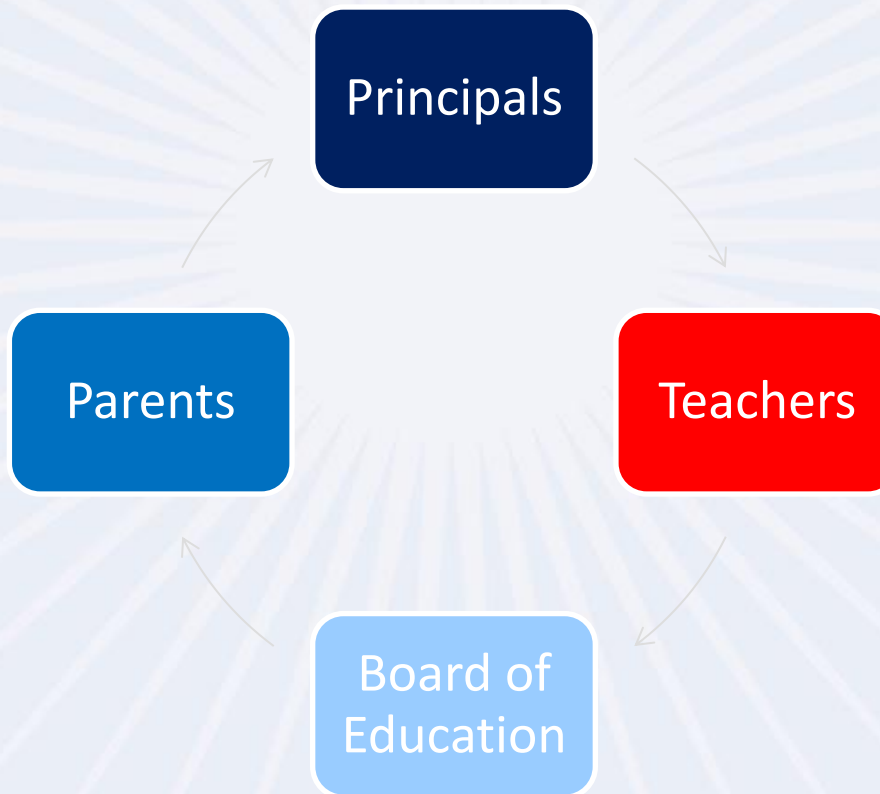 Principals
Parents
Teachers
Board of
Education